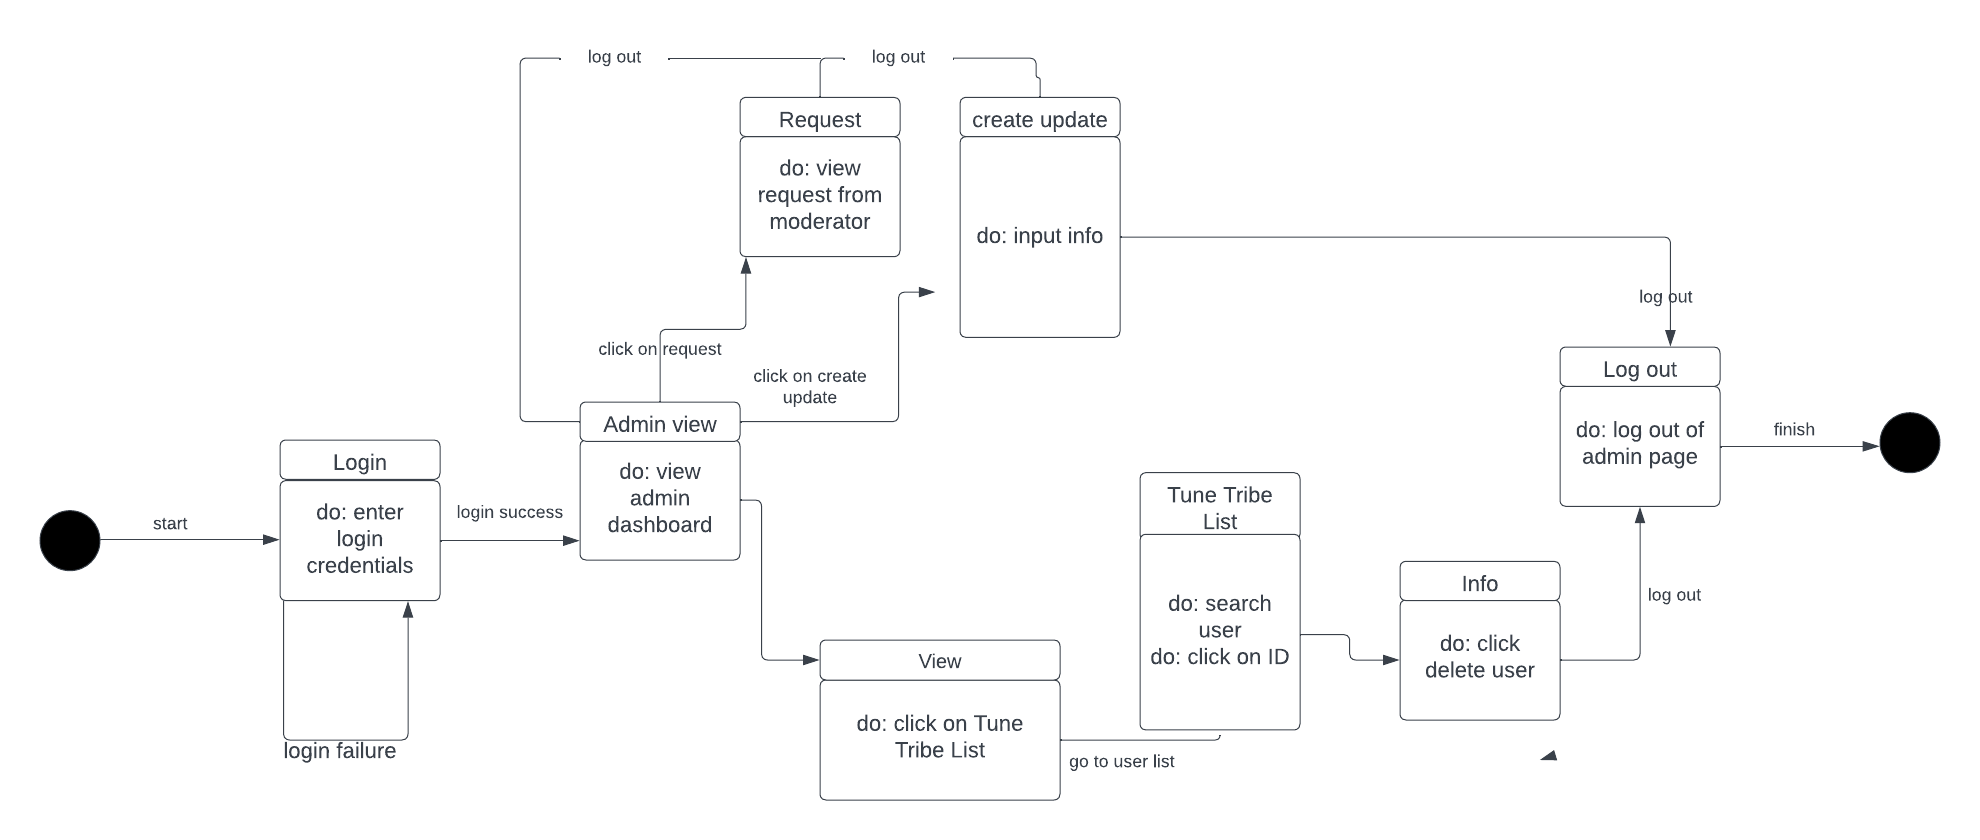 log out
log out
Request
do: view
request from
moderator
create update
do: input info
log out
click on request
click on create
update
Log out
do: log out of
admin page
finish
Admin view
do: view
admin
dashboard
Login
do: enter
login
credentials
start
login success
login failure
Tune Tribe
List
do: search
user
do: click on ID
Info
do: click
delete user
log out
View
do: click on Tune
Tribe List
go to user list